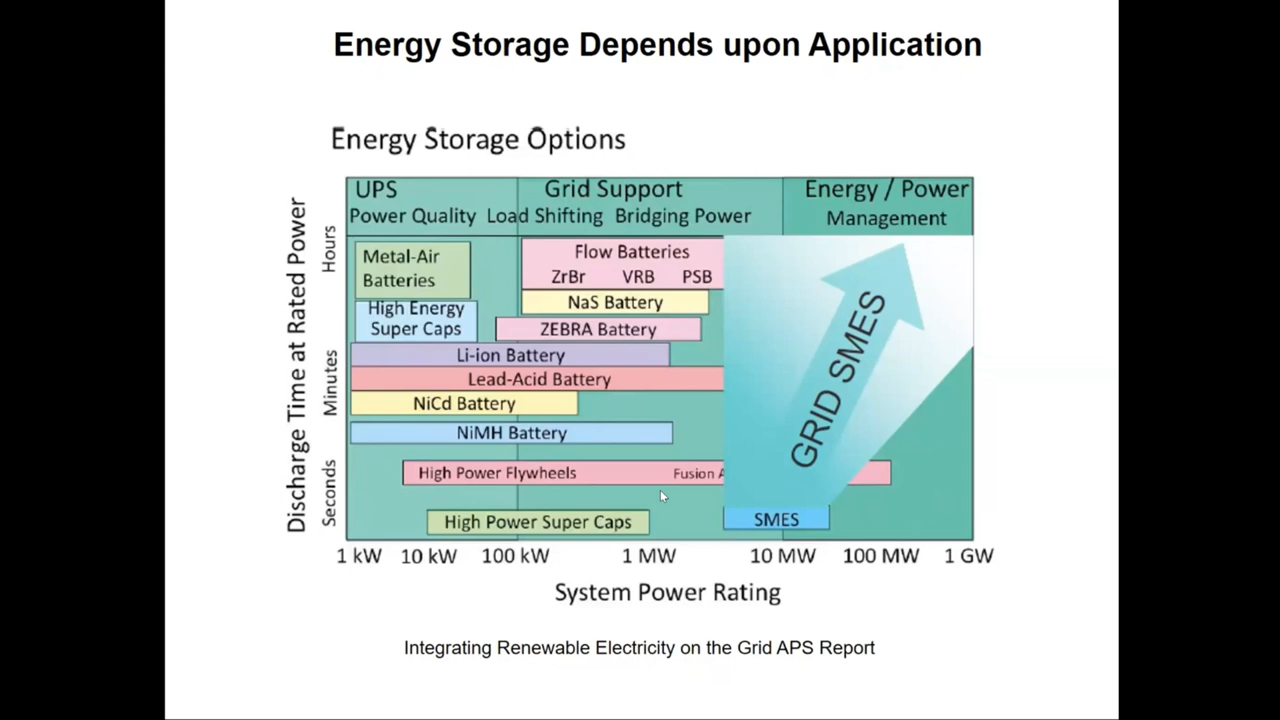 Energy Storage Depends upon Application
Energy Storage Options
UPS Grid Support Energy / Power
Power Quality Load Shifting Bridging Power Management
Discharge Time at Rated Power
Hours
Minutes
Seconds
Metal-Air
Batteries
Flow Batteries
ZrBr VRB PSB
High Energy
Super Caps
NaS Battery
ZEBRA Battery
Li-ion Battery
Lead-Acid Battery
NiCd Battery
NiMH Battery
High Power Flywheels
Fusion
High Power Super Caps
SMES
GRID SMES
1 kW 10 kW 100 kW 1 MW 10 MW 100 MW 1 GW
System Power Rating
Integrating Renewable Electricity on the Grid APS Report